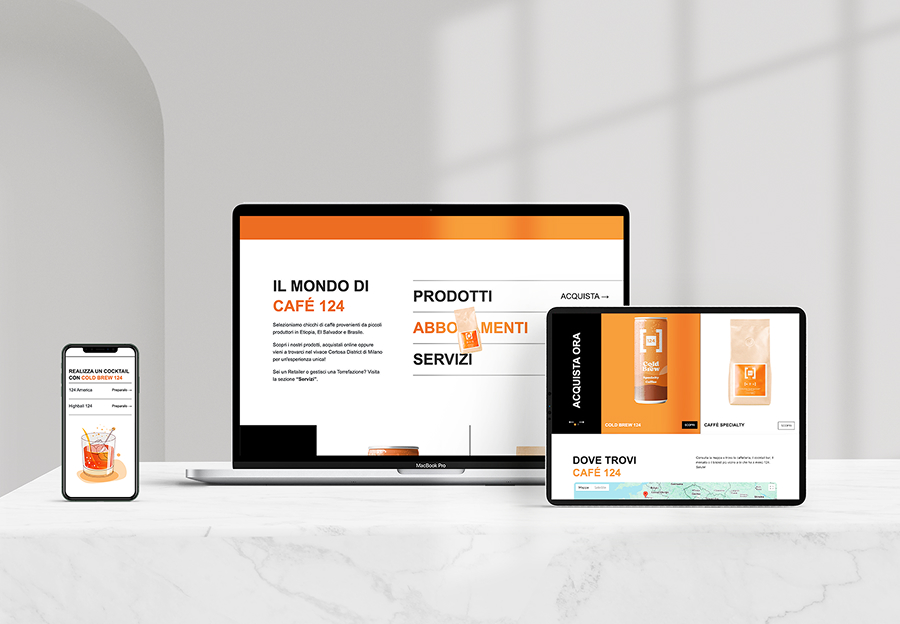 REALIZZA UN COCKTAIL
CON COLD BREW 124
124 America
Preparalo →
Highball 124
Preparalo →
IL MONDO DI
CAFÉ 124
Selezioniamo chicchi di caffè provenienti da piccoli
produttori in Etiopia, El Salvador e Brasile.
Scopri i nostri prodotti, acquistali online oppure
vieni a trovarci nel vivace Certosa District di Milano
per un'esperienza unica!
Sei un Retailer o gestisci una Torrefazione? Visita
la sezione "Servizi".
PRODOTTI
ACQUISTA →
ABBO MENTI
SERVIZI
MacBook Pro
ACQUISTA ORA
124
Cold
Brew
Specialty
Coffee
COLD BREW 124
SCOPRI
CAFFÈ SPECIALTY
SCOPRI
DOVE TROVI
CAFÉ 124